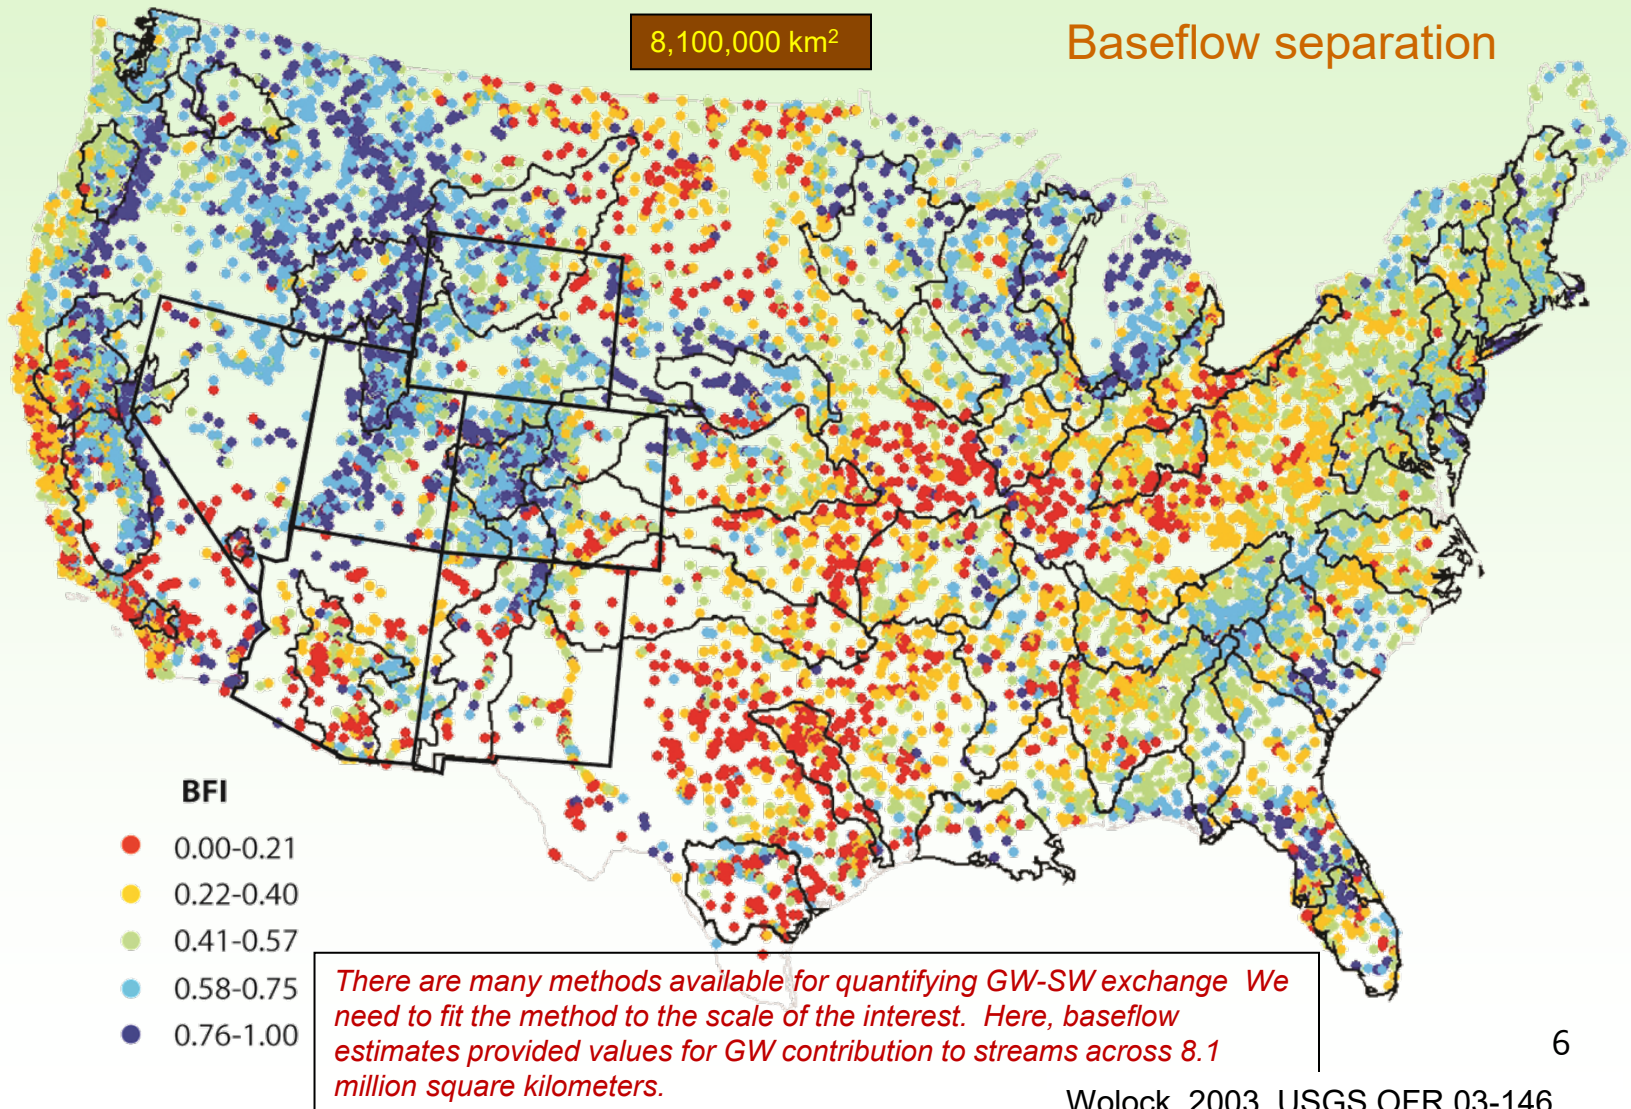 8,100,000 km²
Baseflow separation
BFI
0.00-0.21
0.22-0.40
0.41-0.57
0.58-0.75
0.76-1.00
There are many methods available for quantifying GW-SW exchange We
need to fit the method to the scale of the interest. Here, baseflow
estimates provided values for GW contribution to streams across 8.1
million square kilometers.
6
Wolock, 2003, USGS OFR 03-146